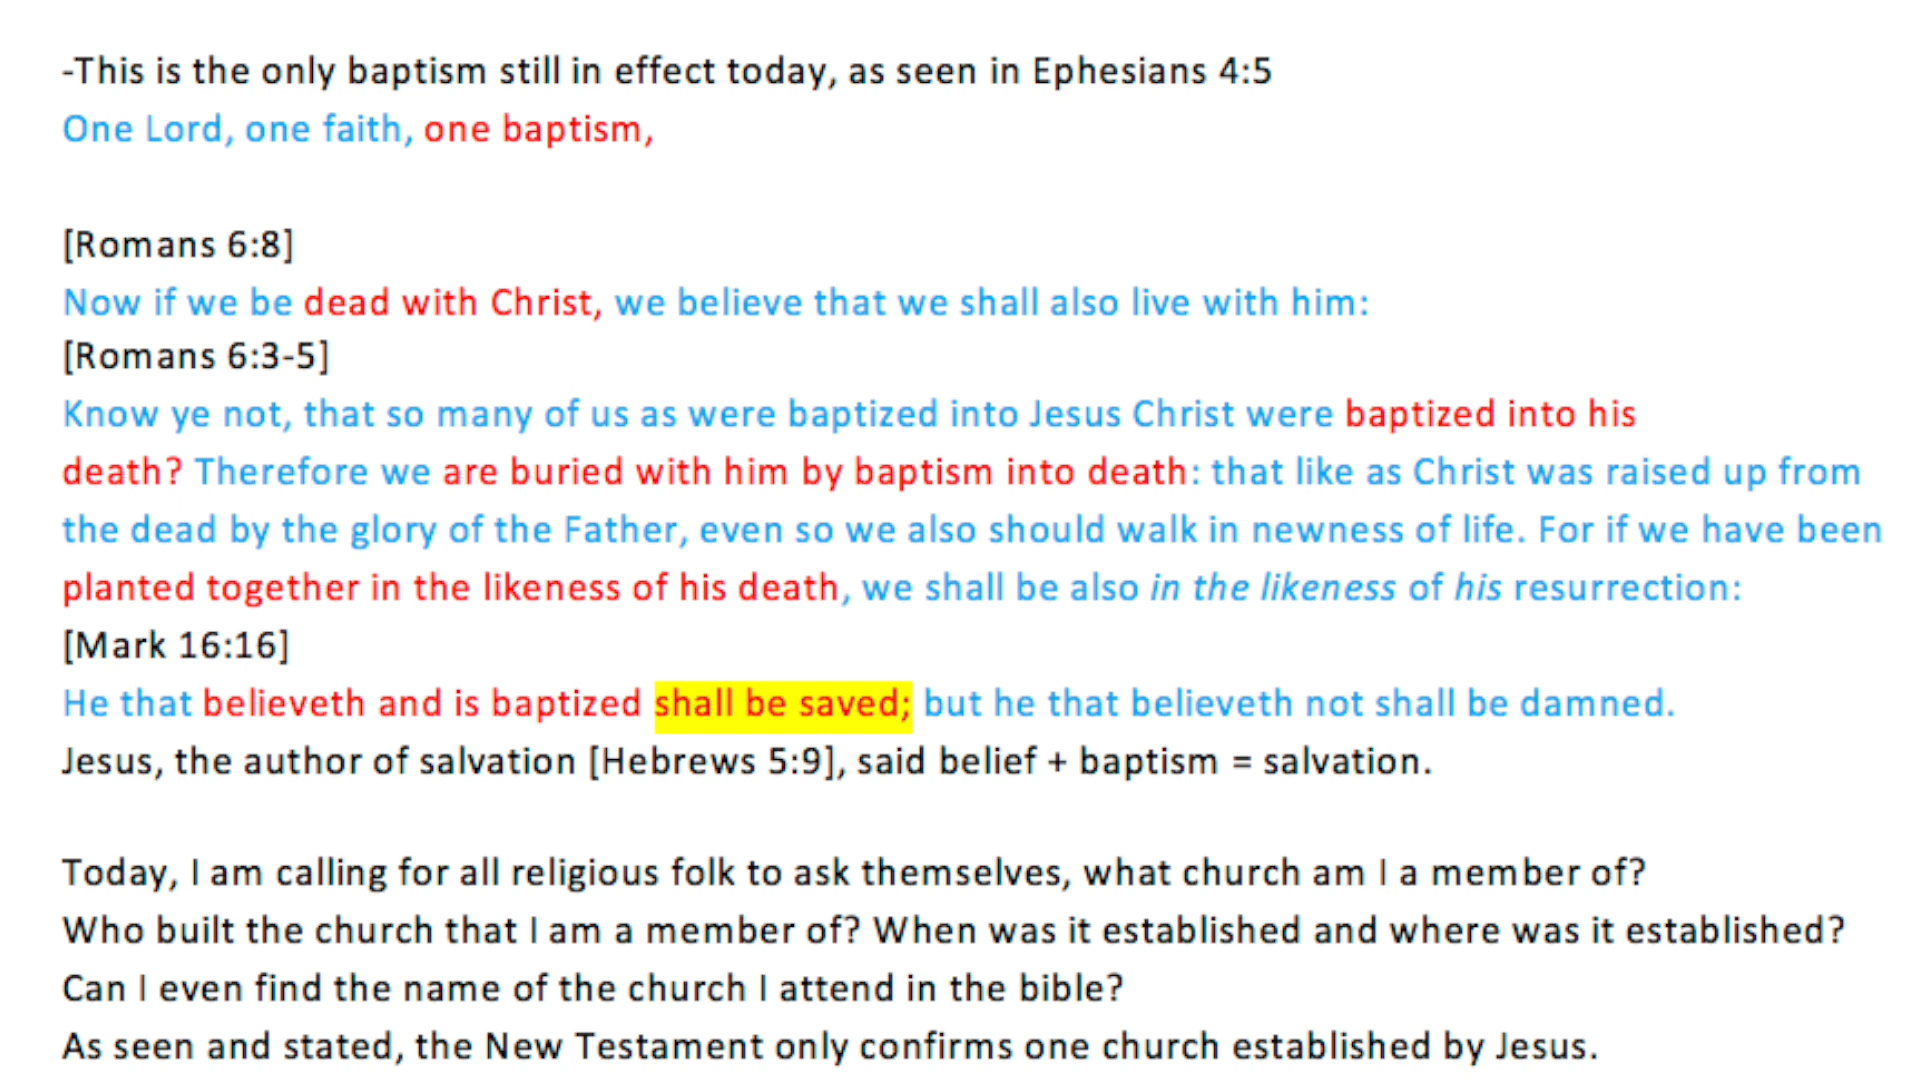 -This is the only baptism still in effect today, as seen in Ephesians 4:5
One Lord, one faith, one baptism,
[Romans 6:8]
Now if we be dead with Christ, we believe that we shall also live with him:
[Romans 6:3-5]
Know ye not, that so many of us as were baptized into Jesus Christ were baptized into his
death? Therefore we are buried with him by baptism into death: that like as Christ was raised up from
the dead by the glory of the Father, even so we also should walk in newness of life. For if we have been
planted together in the likeness of his death, we shall be also in the likeness of his resurrection:
[Mark 16:16]
He that believeth and is baptized shall be saved; but he that believeth not shall be damned.
Jesus, the author of salvation [Hebrews 5:9], said belief + baptism = salvation.
Today, I am calling for all religious folk to ask themselves, what church am I a member of?
Who built the church that I am a member of? When was it established and where was it established?
Can I even find the name of the church I attend in the bible?
As seen and stated, the New Testament only confirms one church established by Jesus.